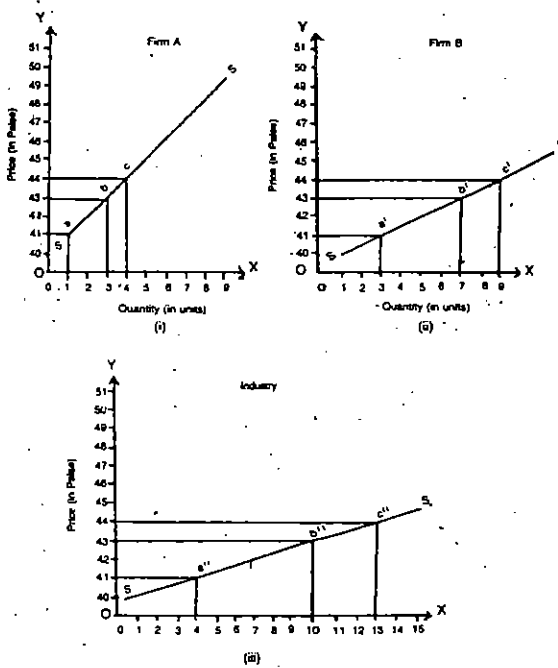 Y
Firm A
51
50
49
48
47
46
45
44
43
42
41
40
O
Price (in Paise)
S
a
b
c
S
X
0 1 2 3 4 5 6 7 8 9
Quantity (in units)
(i)
Y
Firm B
51
50
49
48
47
46
45
44
43
42
41
40
O
Price (in Paise)
S
a'
b'
c'
X
0 1 2 3 4 5 6 7 8 9
Quantity (in units)
(ii)
Y
Industry
51
50
49
48
47
46
45
44
43
42
41
40
O
Price (in Paise)
S
a''
b''
c''
S
X
0 1 2 3 4 5 6 7 8 9 10 11 12 13 14 15
(iii)